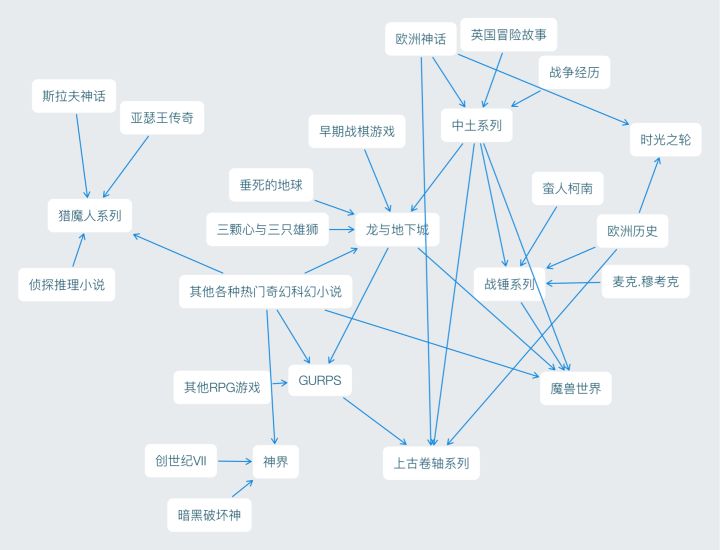 英国冒险故事
欧洲神话
战争经历
斯拉夫神话
亚瑟王传奇
早期战棋游戏
中土系列
时光之轮
垂死的地球
蛮人柯南
猎魔人系列
三颗心与三只雄狮
龙与地下城
欧洲历史
侦探推理小说
其他各种热门奇幻科幻小说
战锤系列
麦克.穆考克
其他RPG游戏
GURPS
魔兽世界
创世纪VII
神界
上古卷轴系列
暗黑破坏神